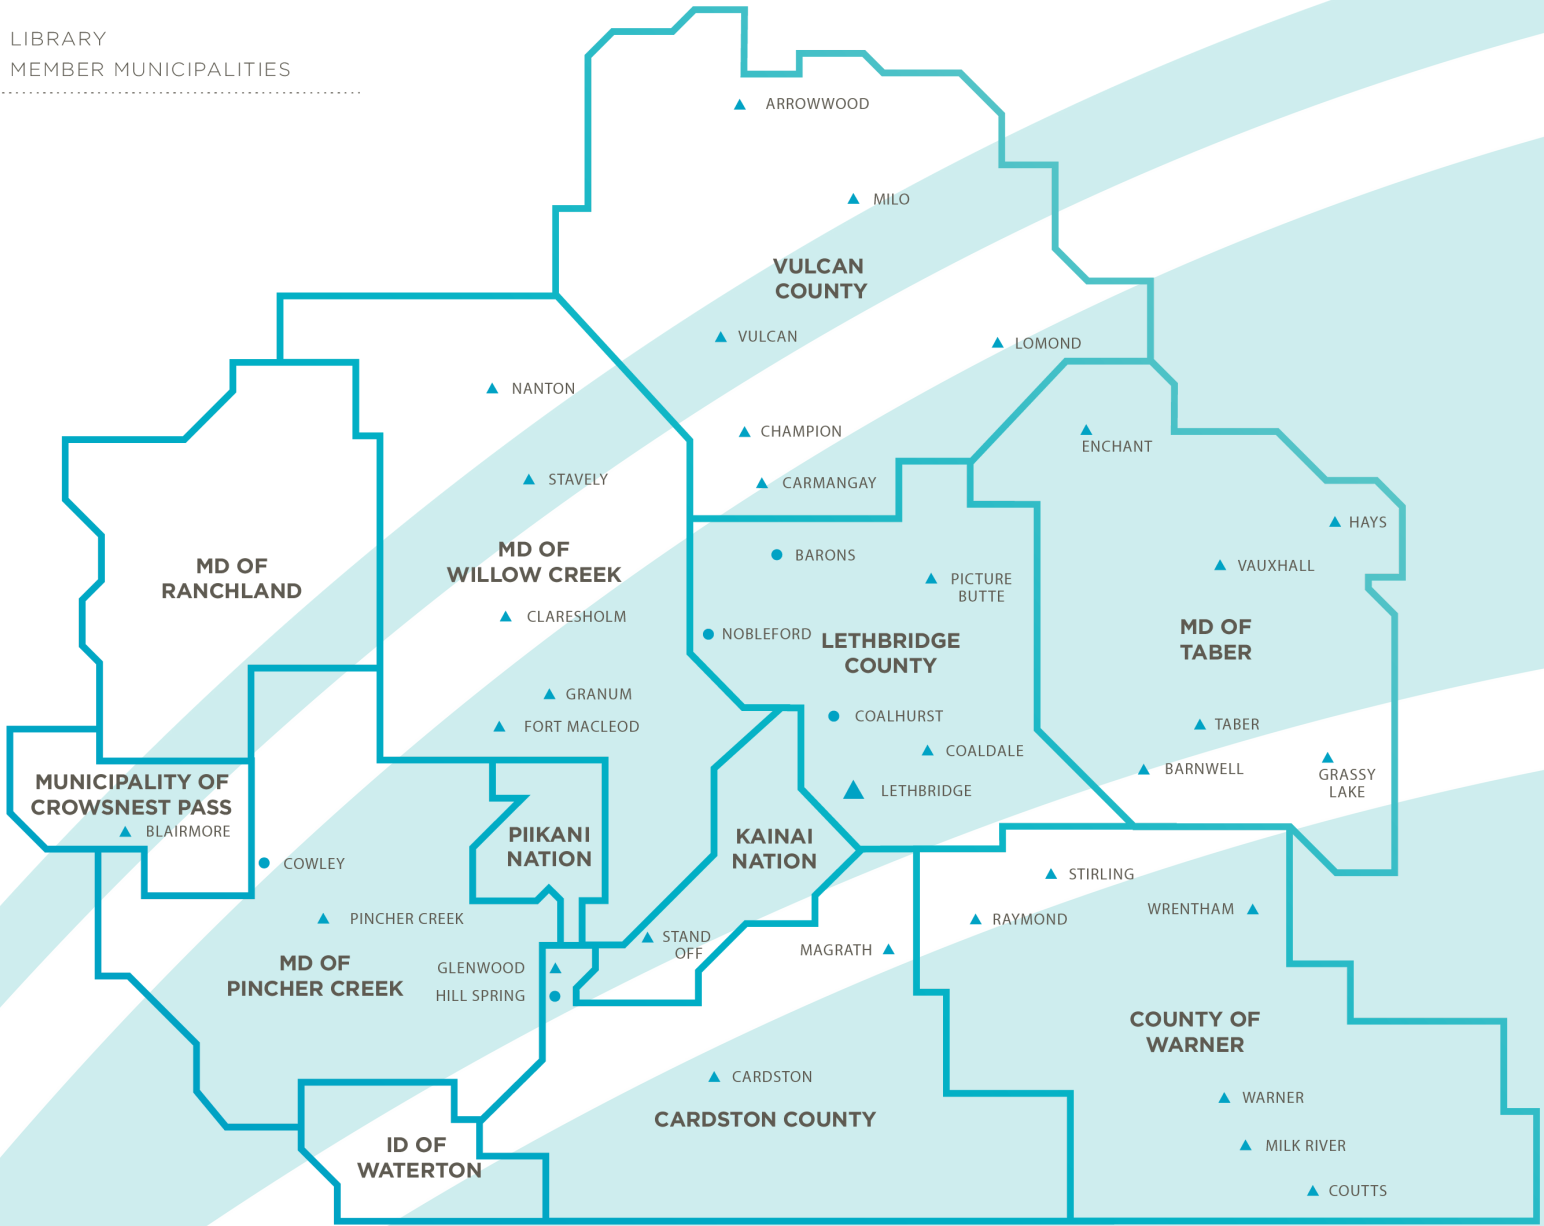 LIBRARY
MEMBER MUNICIPALITIES
ARROWWOOD
MILO
VULCAN
COUNTY
VULCAN
LOMOND
NANTON
CHAMPION
ENCHANT
STAVELY
CARMANGAY
HAYS
MD OF
WILLOW CREEK
BARONS
MD OF
RANCHLAND
VAUXHALL
PICTURE
BUTTE
CLARESHOLM
NOBLEFORD
LETHBRIDGE
COUNTY
MD OF
TABER
GRANUM
FORT MACLEOD
COALHURST
TABER
COALDALE
BARNWELL
GRASSY
LAKE
MUNICIPALITY OF
CROWSNEST PASS
LETHBRIDGE
BLAIRMORE
PIIKANI
NATION
KAINAI
NATION
COWLEY
STIRLING
WRENTHAM
PINCHER CREEK
RAYMOND
STAND
OFF
MAGRATH
MD OF
PINCHER CREEK
GLENWOOD
HILL SPRING
COUNTY OF
WARNER
CARDSTON
WARNER
CARDSTON COUNTY
ID OF
WATERTON
MILK RIVER
COUTTS